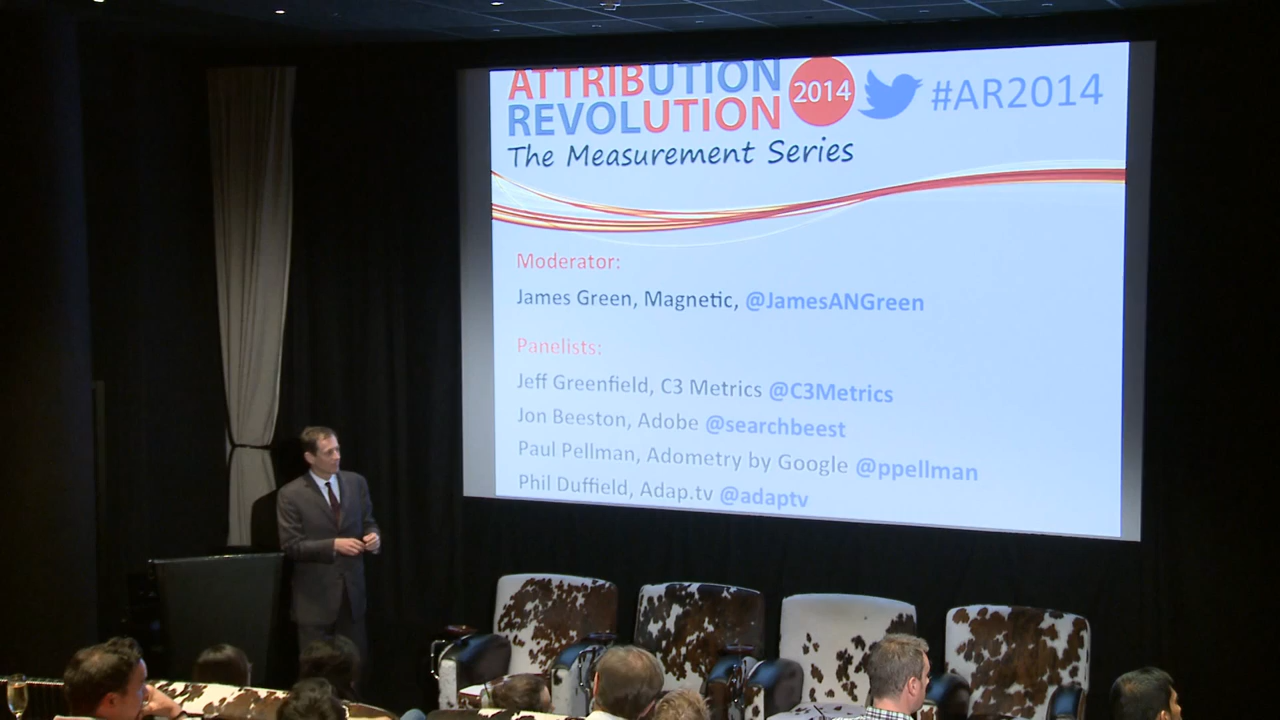 ATTRIBUTION
REVOLUTION
2014
#AR2014
The Measurement Series
Moderator:
James Green, Magnetic, @JamesANGreen
Panelists:
Jeff Greenfield, C3 Metrics @C3Metrics
Jon Beeston, Adobe @searchbeest
Paul Pellman, Adometry by Google @ppellman
Phil Duffield, Adap.tv @adaptv